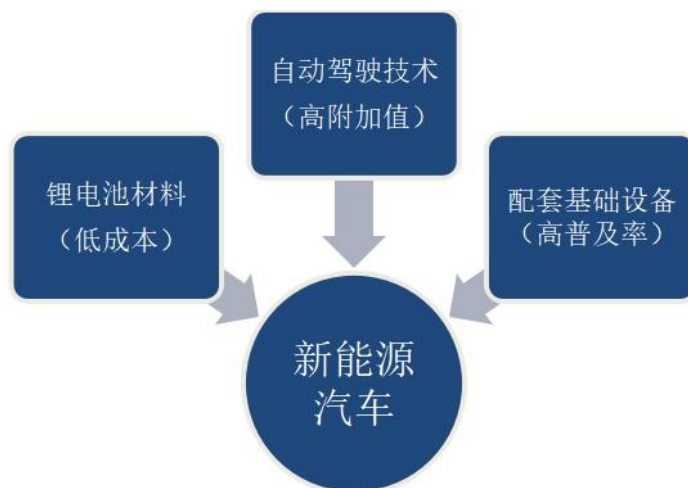 自动驾驶技术
（高附加值）
锂电池材料
（低成本）
配套基础设备
（高普及率）
新能源
汽车